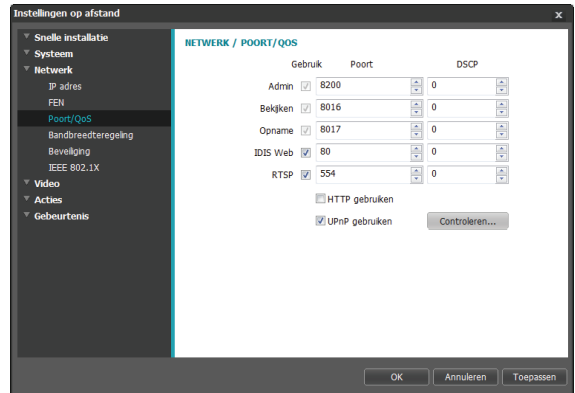 Instellingen op afstand x
Snelle installatie
Systeem
Netwerk
IP adres
FEN
Poort/QoS
Bandbreedteregeling
Beveiliging
IEEE 802.1X
Video
Acties
Gebeurtenis
NETWERK / POORT/QOS
Gebruik Poort DSCP
Admin 8200 0
Bekijken 8016 0
Opname 8017 0
IDIS Web 80 0
RTSP 554 0
HTTP gebruiken
UPnP gebruiken Controleren...
OK Annuleren Toepassen